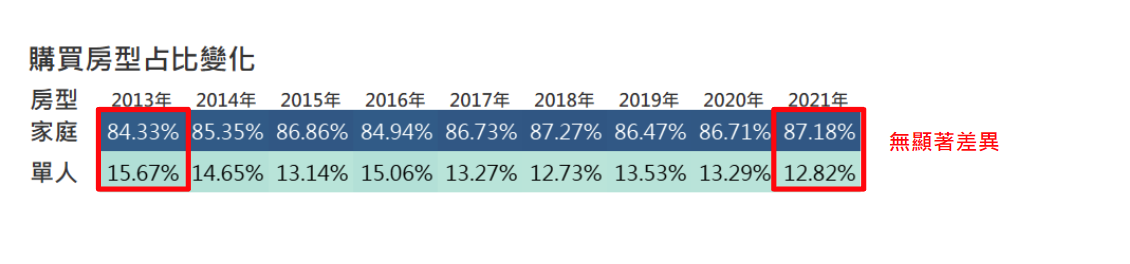 購買房型占比變化
房型 2013年 2014年 2015年 2016年 2017年 2018年 2019年 2020年 2021年
家庭 84.33% 85.35% 86.86% 84.94% 86.73% 87.27% 86.47% 86.71% 87.18%
無顯著差異
單人 15.67% 14.65% 13.14% 15.06% 13.27% 12.73% 13.53% 13.29% 12.82%